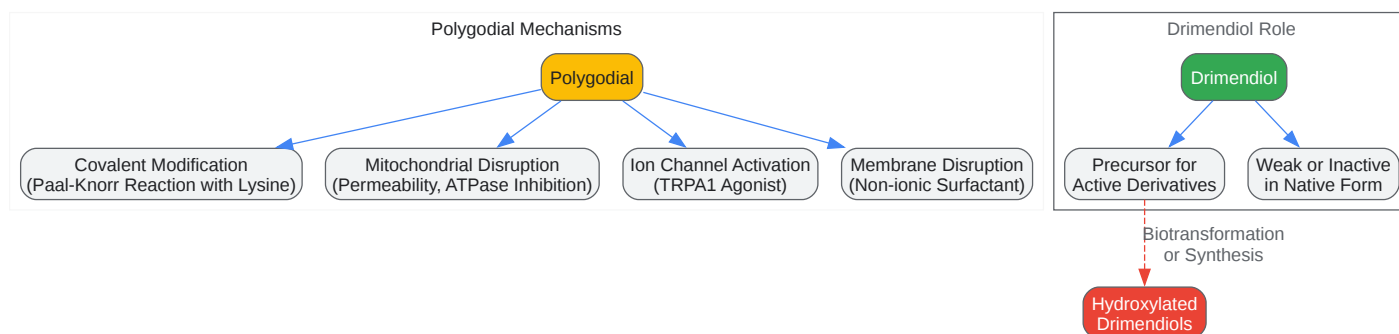 Polygodial Mechanisms
Drimendiol Role
Polygodial
Drimendiol
Covalent Modification
(Paal-Knorr Reaction with Lysine)
Mitochondrial Disruption
(Permeability, ATPase Inhibition)
Ion Channel Activation
(TRPA1 Agonist)
Membrane Disruption
(Non-ionic Surfactant)
Precursor for
Active Derivatives
Weak or Inactive
in Native Form
Biotransformation
or Synthesis
Hydroxylated
Drimendiols